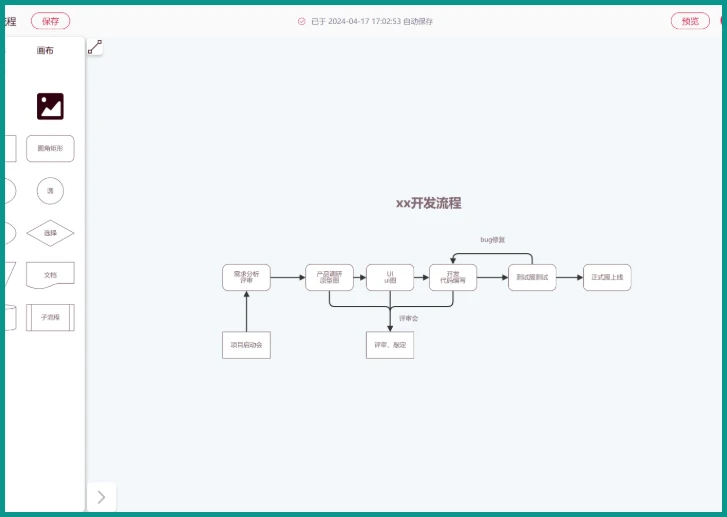 流程
保存
已于 2024-04-17 17:02:53 自动保存
预览
画布
圆角矩形
圆
选择
文档
子流程
xx开发流程
bug修复
需求分析
评审
产品调研
原型图
UI
ui图
开发
代码编写
测试服测试
正式服上线
评审会
项目启动会
评审、敲定